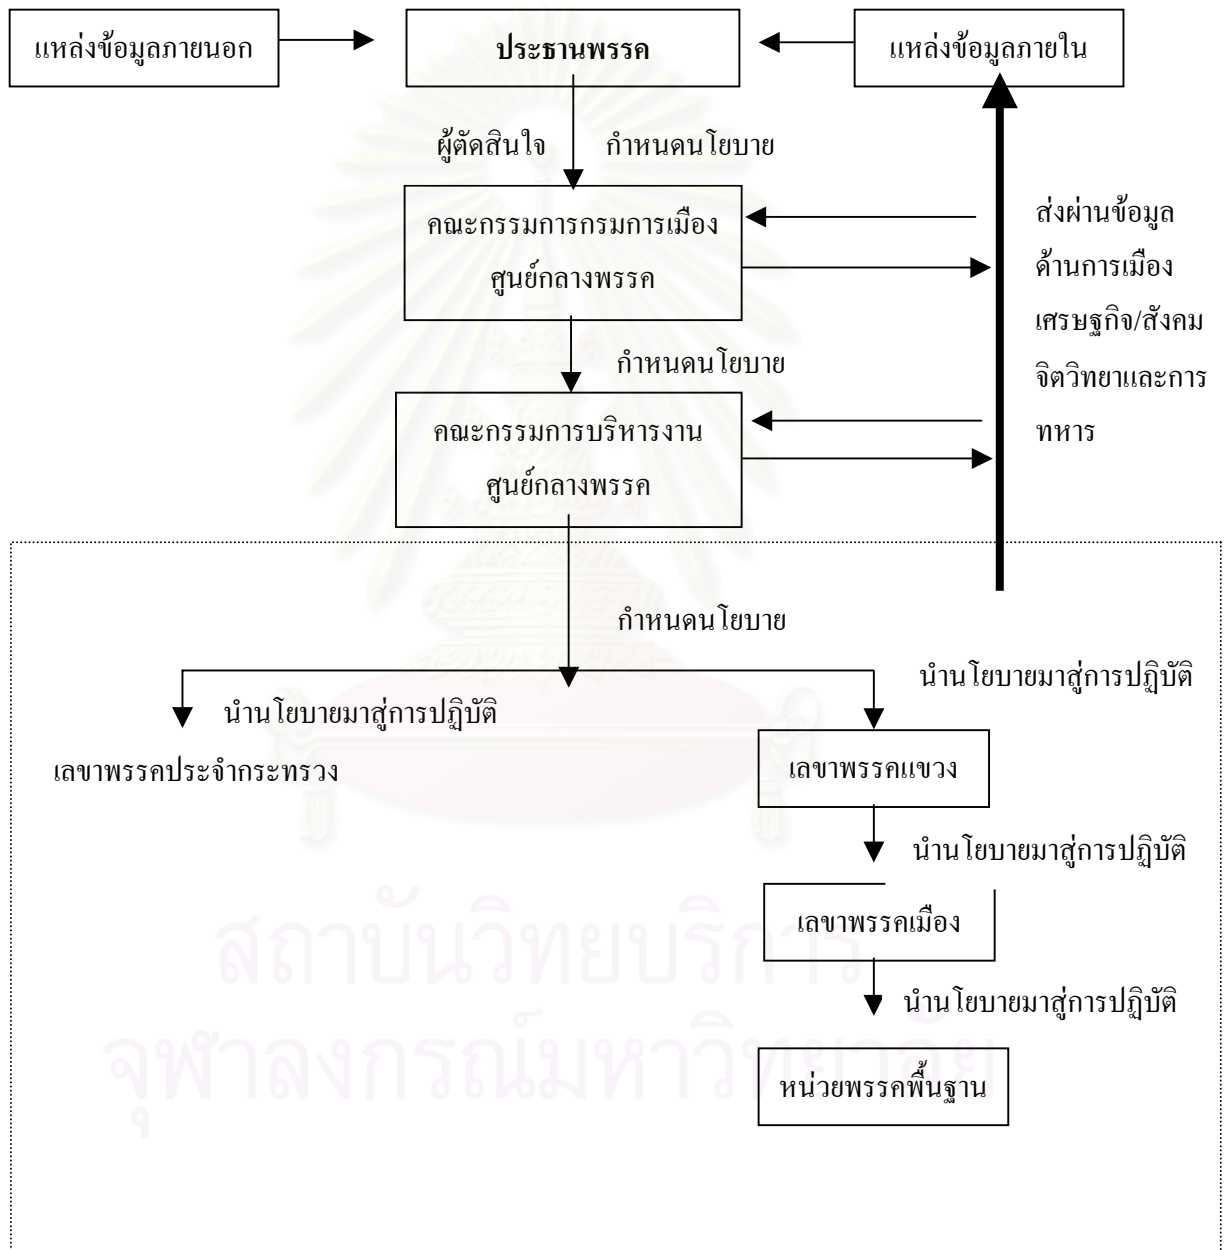 แหล่งข้อมูลภายนอก
ประธานพรรค
แหล่งข้อมูลภายใน
ผู้ตัดสินใจ
กำหนดนโยบาย
คณะกรรมการกรมการเมือง
ศูนย์กลางพรรค
ส่งผ่านข้อมูล
ด้านการเมือง
เศรษฐกิจ/สังคม
จิตวิทยาและการ
ทหาร
กำหนดนโยบาย
คณะกรรมการบริหารงาน
ศูนย์กลางพรรค
กำหนดนโยบาย
นำนโยบายมาสู่การปฏิบัติ
นำนโยบายมาสู่การปฏิบัติ
เลขาพรรคประจำกระทรวง
เลขาพรรคแขวง
นำนโยบายมาสู่การปฏิบัติ
เลขาพรรคเมือง
นำนโยบายมาสู่การปฏิบัติ
หน่วยพรรคพื้นฐาน
สถาบันวิทยบริการ
จุฬาลงกรณ์มหาวิทยาลัย